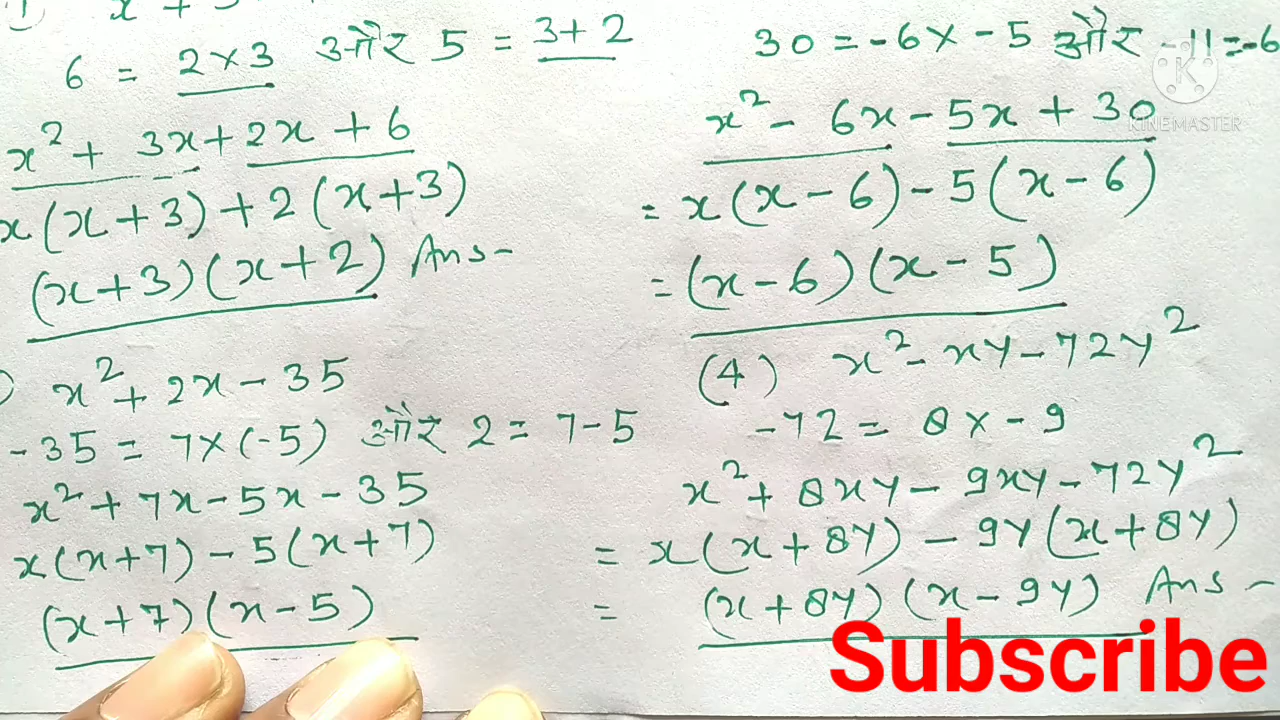 6 = 2×3 और 5 = 3+2
x² + 3x + 2x + 6
x(x+3) + 2(x+3)
(x+3)(x+2) Ans-
x² + 2x - 35
-35 = 7×(-5) और 2 = 7-5
x² + 7x - 5x - 35
x(x+7) - 5(x+7)
(x+7)(x-5)
30 = -6× -5 और -11 = -6
x² - 6x - 5x + 30
= x(x-6) - 5(x-6)
= (x-6)(x-5)
(4) x² - xy - 72y²
-72 = 8× -9
x² + 8xy - 9xy - 72y²
= x(x+8y) - 9y(x+8y)
= (x+8y)(x-9y) Ans-
K
KINEMASTER
Subscribe